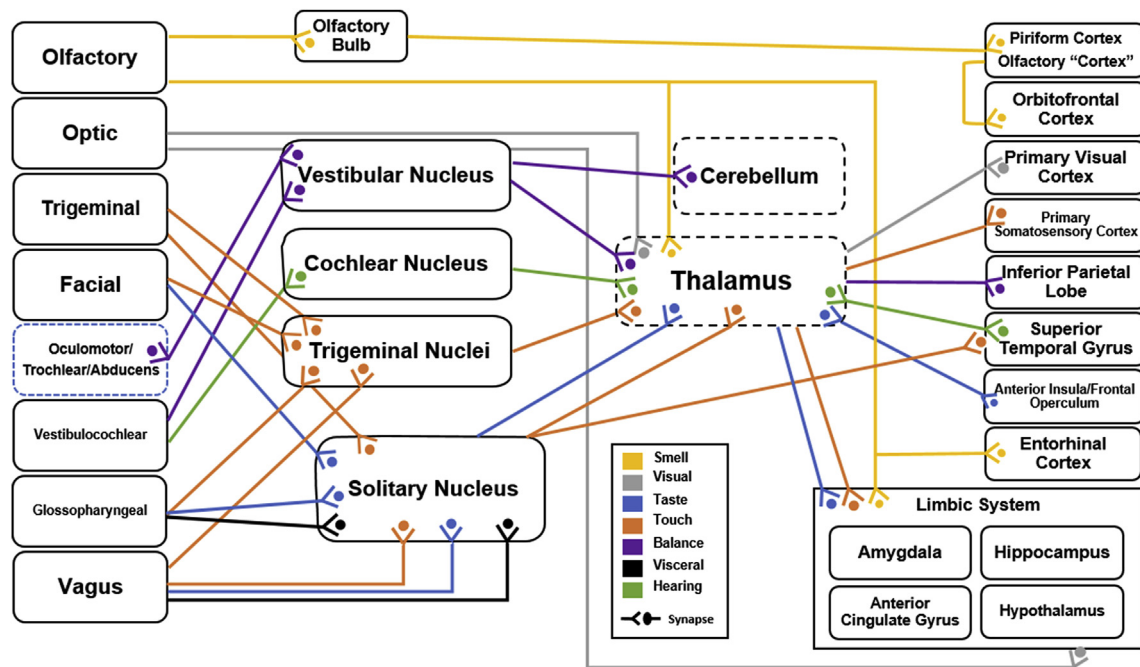 Olfactory
Olfactory
Bulb
Piriform Cortex
Olfactory “Cortex”
Orbitofrontal
Cortex
Optic
Vestibular Nucleus
Cerebellum
Primary Visual
Cortex
Trigeminal
Primary
Somatosensory Cortex
Facial
Cochlear Nucleus
Thalamus
Inferior Parietal
Lobe
Oculomotor/
Trochlear/Abducens
Trigeminal Nuclei
Superior
Temporal Gyrus
Anterior Insula/Frontal
Operculum
Vestibulocochlear
Entorhinal
Cortex
Glossopharyngeal
Solitary Nucleus
Vagus
Smell
Visual
Taste
Touch
Balance
Visceral
Hearing
Synapse
Limbic System
Amygdala
Hippocampus
Anterior
Cingulate Gyrus
Hypothalamus